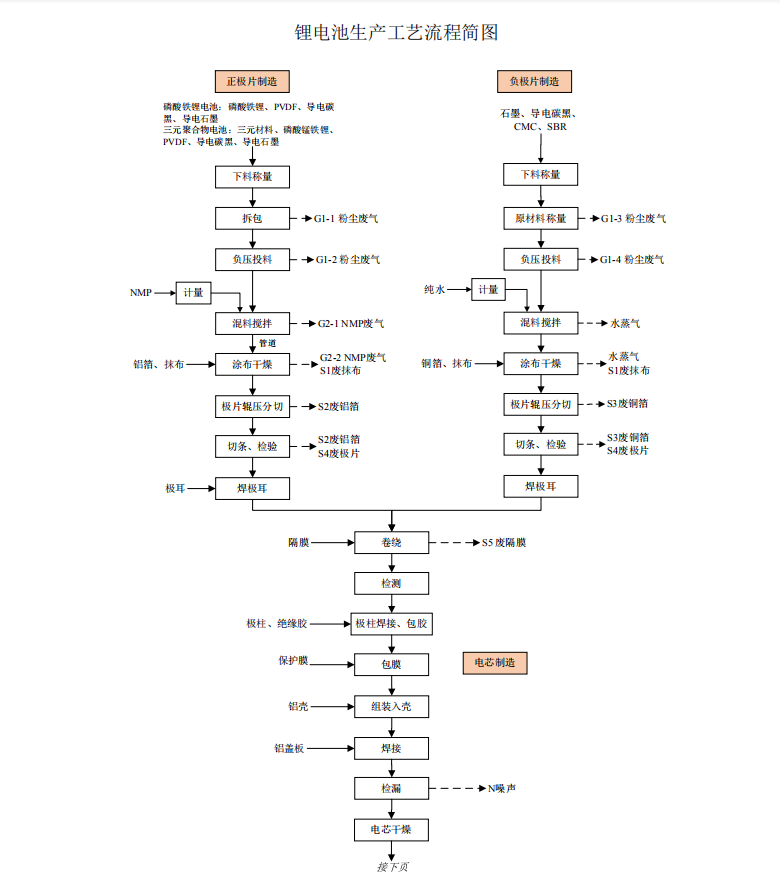 锂电池生产工艺流程简图
正极片制造
负极片制造
磷酸铁锂电池：磷酸铁锂、PVDF、导电碳
黑、导电石墨
三元聚合物电池：三元材料、磷酸锰铁锂、
PVDF、导电碳黑、导电石墨
石墨、导电碳黑、
CMC、SBR
下料称量
下料称量
拆包
G1-1 粉尘废气
原材料称量
G1-3 粉尘废气
负压投料
G1-2 粉尘废气
负压投料
G1-4 粉尘废气
NMP
计量
纯水
计量
混料搅拌
G2-1 NMP废气
混料搅拌
水蒸气
管道
铝箔、抹布
涂布干燥
G2-2 NMP废气
S1废抹布
铜箔、抹布
涂布干燥
水蒸气
S1废抹布
极片辊压分切
S2废铝箔
极片辊压分切
S3废铜箔
切条、检验
S2废铝箔
S4废极片
切条、检验
S3废铜箔
S4废极片
极耳
焊极耳
焊极耳
隔膜
卷绕
S5 废隔膜
检测
极柱、绝缘胶
极柱焊接、包胶
保护膜
包膜
电芯制造
铝壳
组装入壳
铝盖板
焊接
检漏
N噪声
电芯干燥
接下页